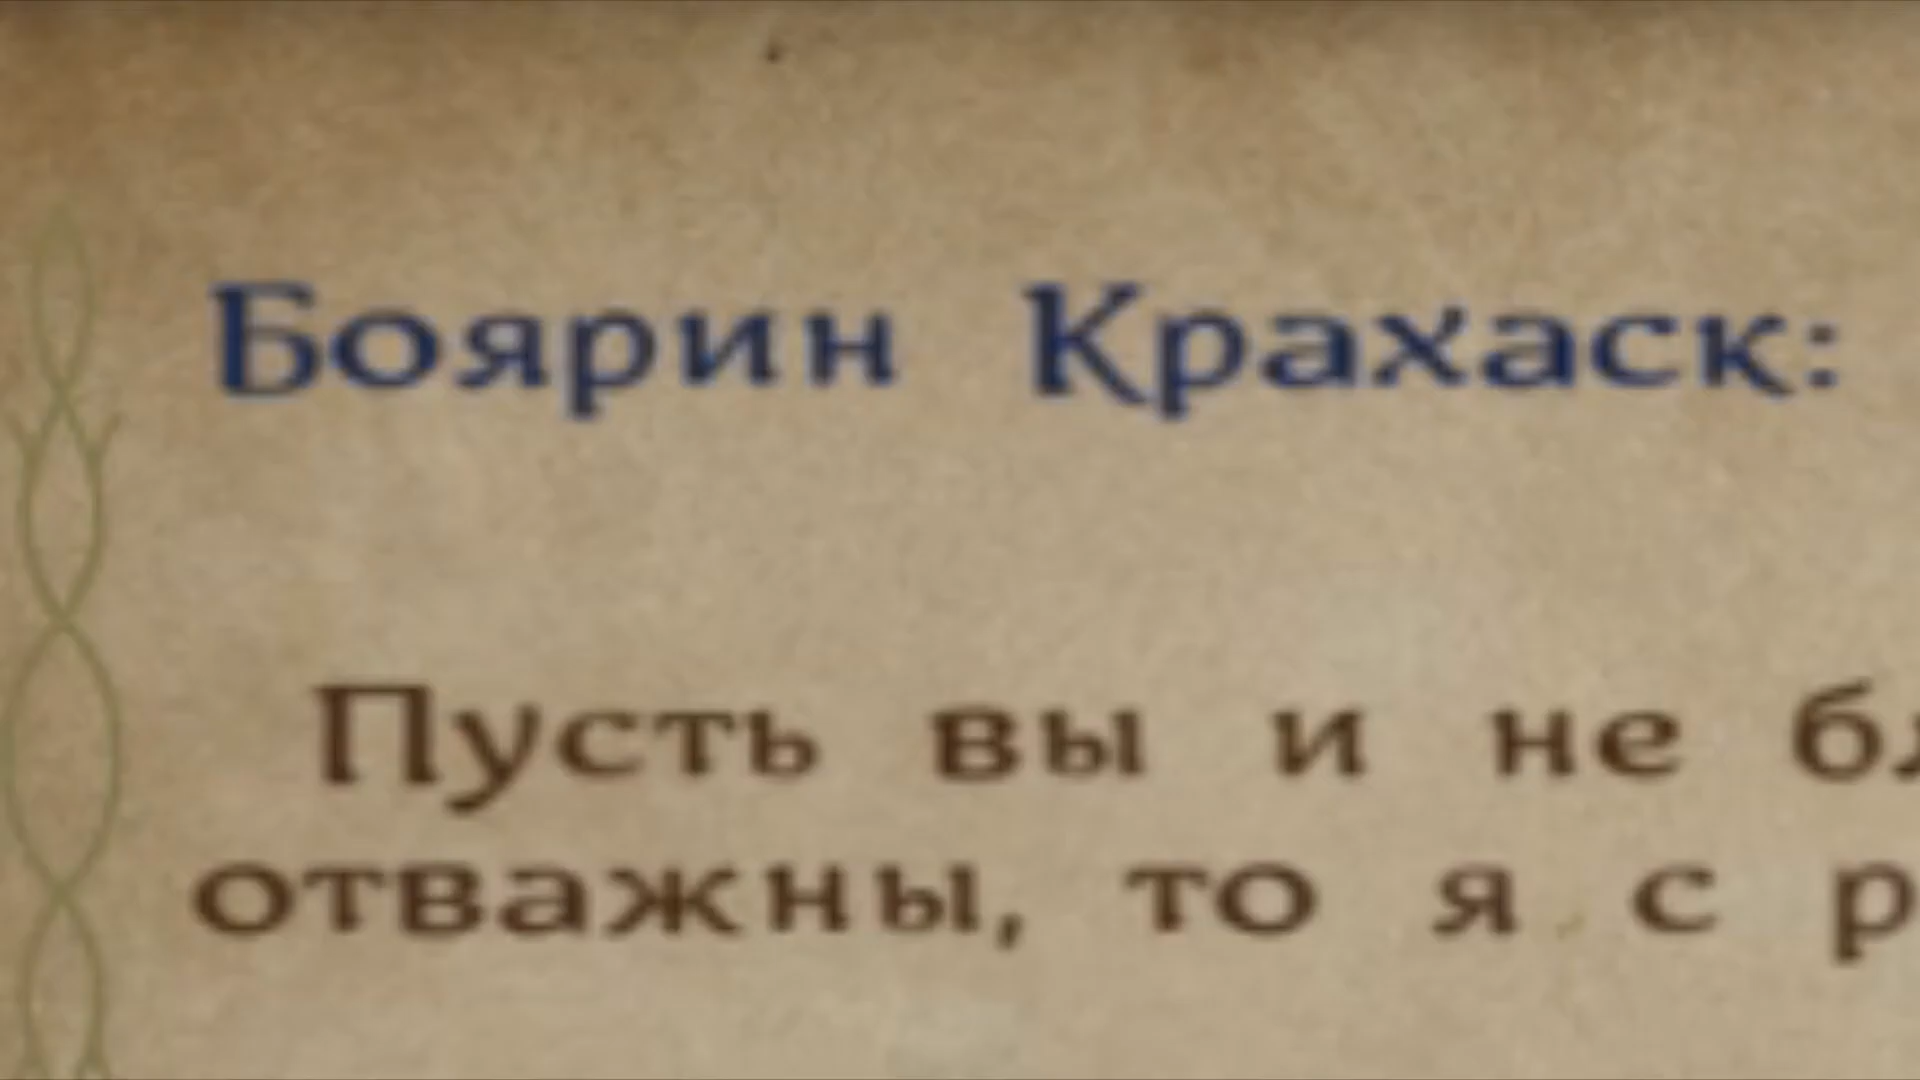 Боярин Крахаск:
Пусть вы и не
отважны, то я с